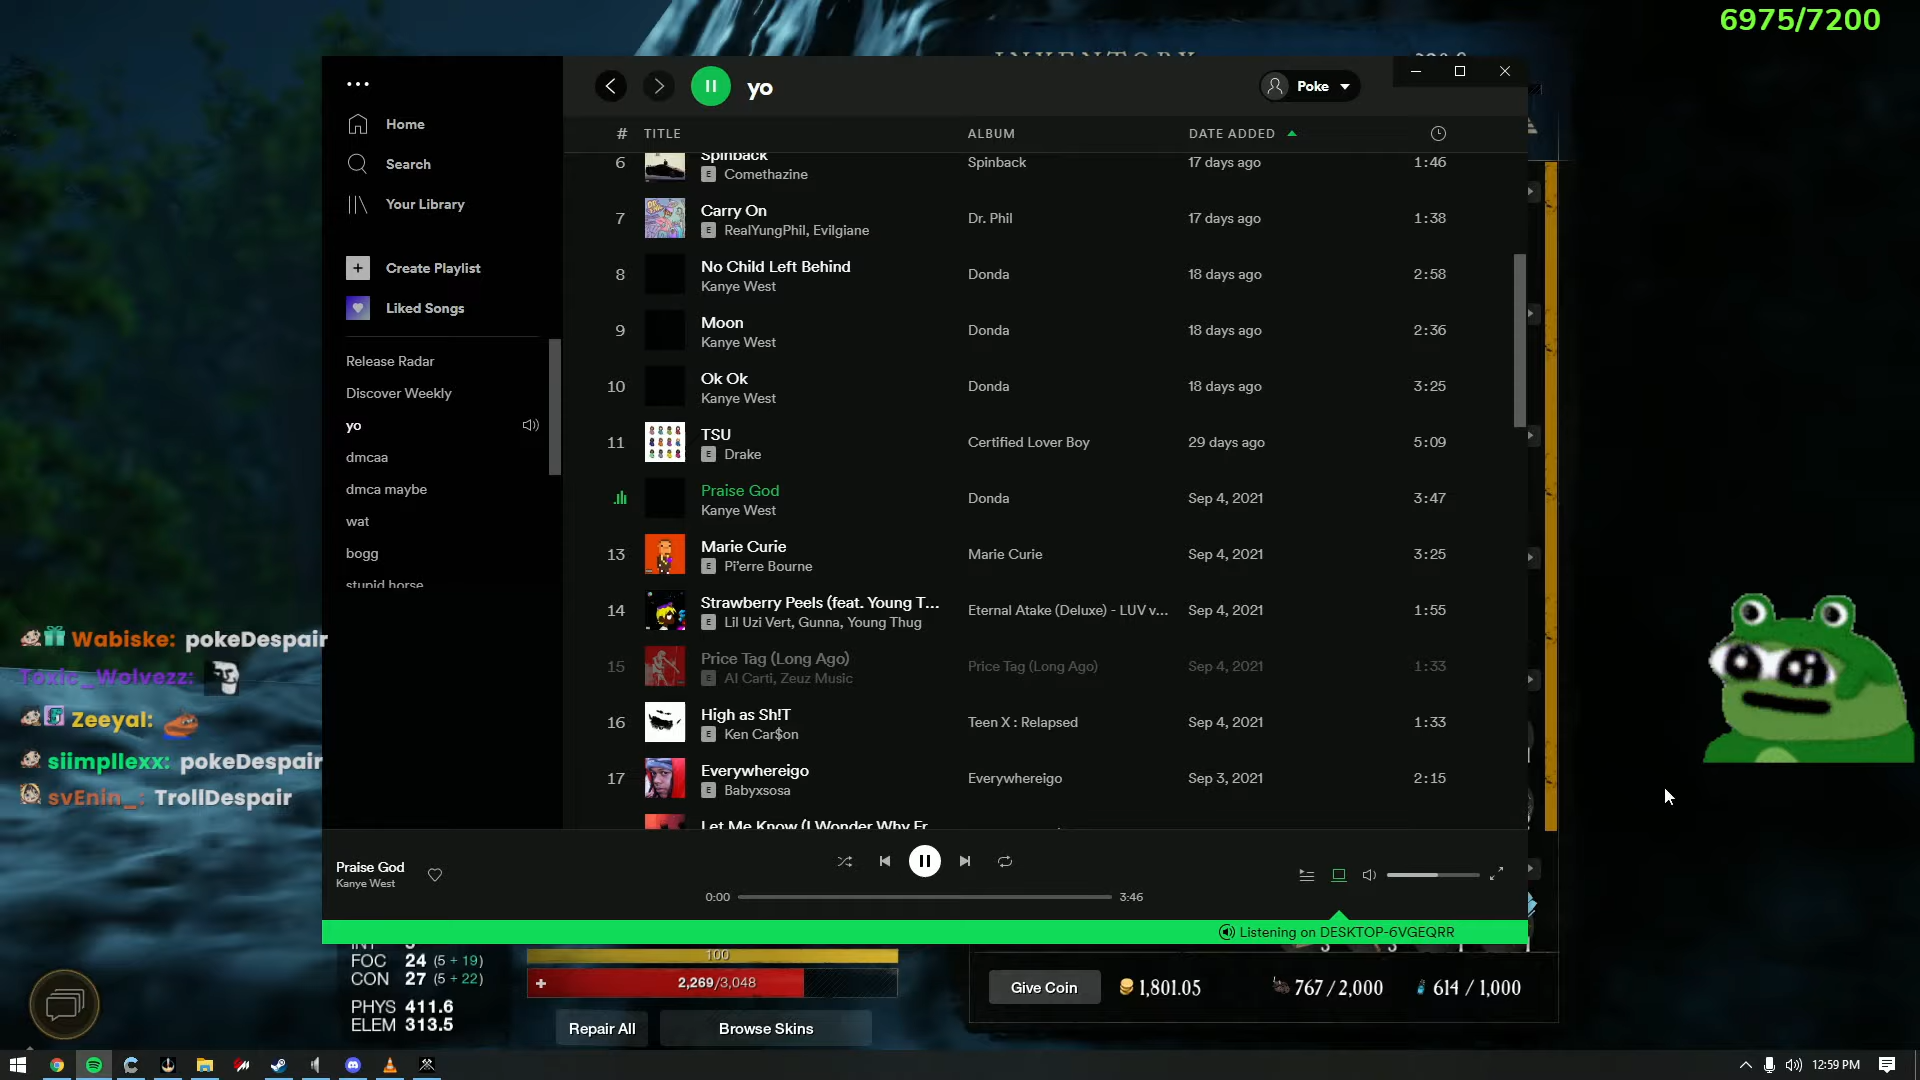 6975/7200
INVENTORY
yo
Poke
Home
Search
Your Library
Create Playlist
Liked Songs
Release Radar
Discover Weekly
yo
dmcaa
dmca maybe
wat
bogg
stupid horse
# TITLE ALBUM DATE ADDED
6 Spinback Spinback 17 days ago 1:46
E Comethazine
7 Carry On Dr. Phil 17 days ago 1:38
E RealYungPhil, Evilgiane
8 No Child Left Behind Donda 18 days ago 2:58
Kanye West
9 Moon Donda 18 days ago 2:36
Kanye West
10 Ok Ok Donda 18 days ago 3:25
Kanye West
11 TSU Certified Lover Boy 29 days ago 5:09
E Drake
Praise God Donda Sep 4, 2021 3:47
Kanye West
13 Marie Curie Marie Curie Sep 4, 2021 3:25
E Pi'erre Bourne
14 Strawberry Peels (feat. Young T... Eternal Atake (Deluxe) - LUV v... Sep 4, 2021 1:55
E Lil Uzi Vert, Gunna, Young Thug
15 Price Tag (Long Ago) Price Tag (Long Ago) Sep 4, 2021 1:33
E Al Carti, Zeuz Music
16 High as Sh!T Teen X : Relapsed Sep 4, 2021 1:33
E Ken Car$on
17 Everywhereigo Everywhereigo Sep 3, 2021 2:15
E Babyxsosa
Let Me Know (I Wonder Why Fr
Wabiske: pokeDespair
Toxic_Wolvezz:
Zeeyal:
siimpllexx: pokeDespair
svEnin_: TrollDespair
Praise God
Kanye West
0:00 3:46
Listening on DESKTOP-6VGEQRR
INT 5
FOC 24 (5 + 19)
CON 27 (5 + 22)
PHYS 411.6
ELEM 313.5
100
2,269/3,048
Repair All
Browse Skins
Give Coin
1,801.05
767 / 2,000
614 / 1,000
12:59 PM